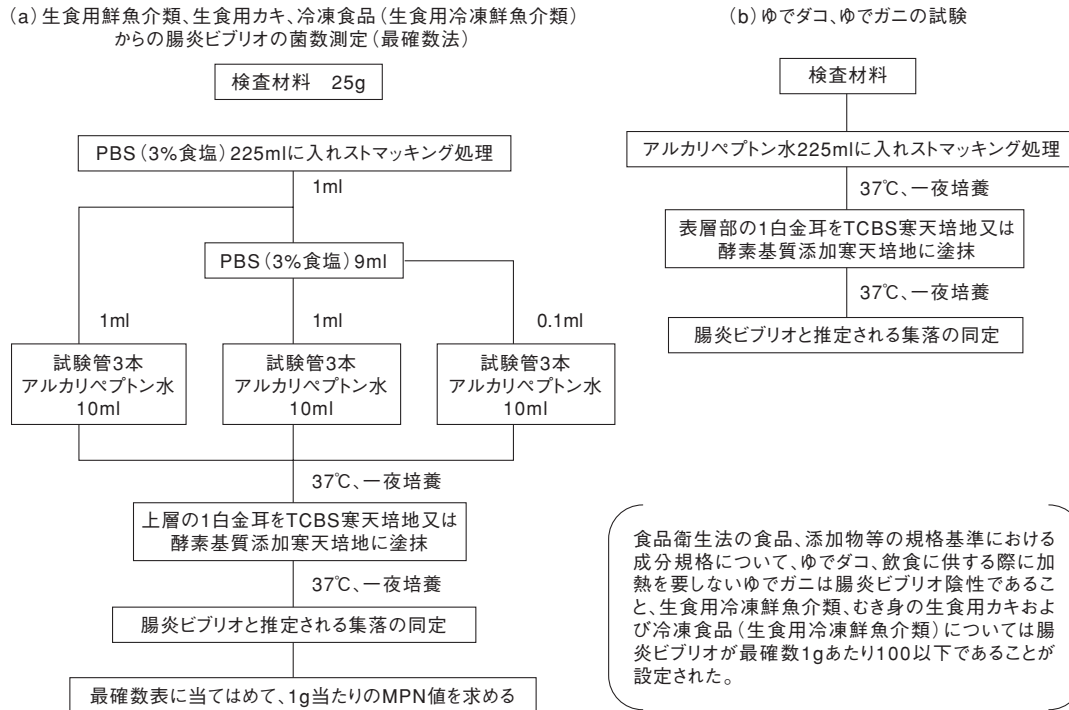 (a)生食用鮮魚介類、生食用カキ、冷凍食品(生食用冷凍鮮魚介類)
からの腸炎ビブリオの菌数測定(最確数法)
検査材料　25g
PBS(3%食塩)225mlに入れストマッキング処理
1ml
PBS(3%食塩)9ml
1ml
1ml
0.1ml
試験管3本
アルカリペプトン水
10ml
試験管3本
アルカリペプトン水
10ml
試験管3本
アルカリペプトン水
10ml
37℃、一夜培養
上層の1白金耳をTCBS寒天培地又は
酵素基質添加寒天培地に塗抹
37℃、一夜培養
腸炎ビブリオと推定される集落の同定
最確数表に当てはめて、1g当たりのMPN値を求める
(b)ゆでダコ、ゆでガニの試験
検査材料
アルカリペプトン水225mlに入れストマッキング処理
37℃、一夜培養
表層部の1白金耳をTCBS寒天培地又は
酵素基質添加寒天培地に塗抹
37℃、一夜培養
腸炎ビブリオと推定される集落の同定
食品衛生法の食品、添加物等の規格基準における
成分規格について、ゆでダコ、飲食に供する際に加
熱を要しないゆでガニは腸炎ビブリオ陰性であるこ
と、生食用冷凍鮮魚介類、むき身の生食用カキおよ
び冷凍食品(生食用冷凍鮮魚介類)については腸
炎ビブリオが最確数1gあたり100以下であることが
設定された。